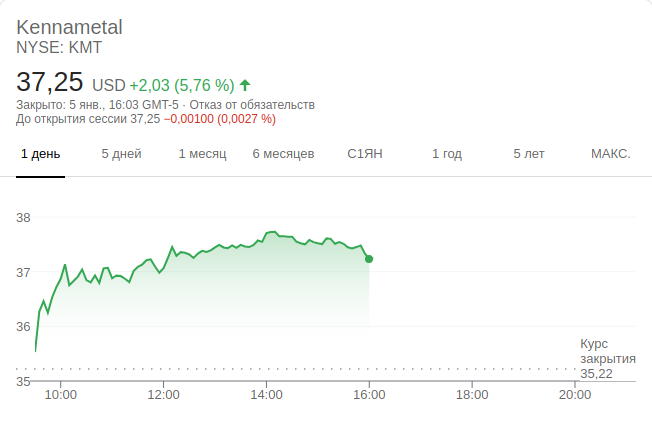 Kennametal
NYSE: KMT
37,25 USD +2,03 (5,76 %)
Закрыто: 5 янв., 16:03 GMT-5 · Отказ от обязательств
До открытия сессии 37,25 −0,00100 (0,0027 %)
1 день 5 дней 1 месяц 6 месяцев С1ЯН 1 год 5 лет МАКС.
38
37
36
Курс
закрытия
35,22
35
10:00 12:00 14:00 16:00 18:00 20:00